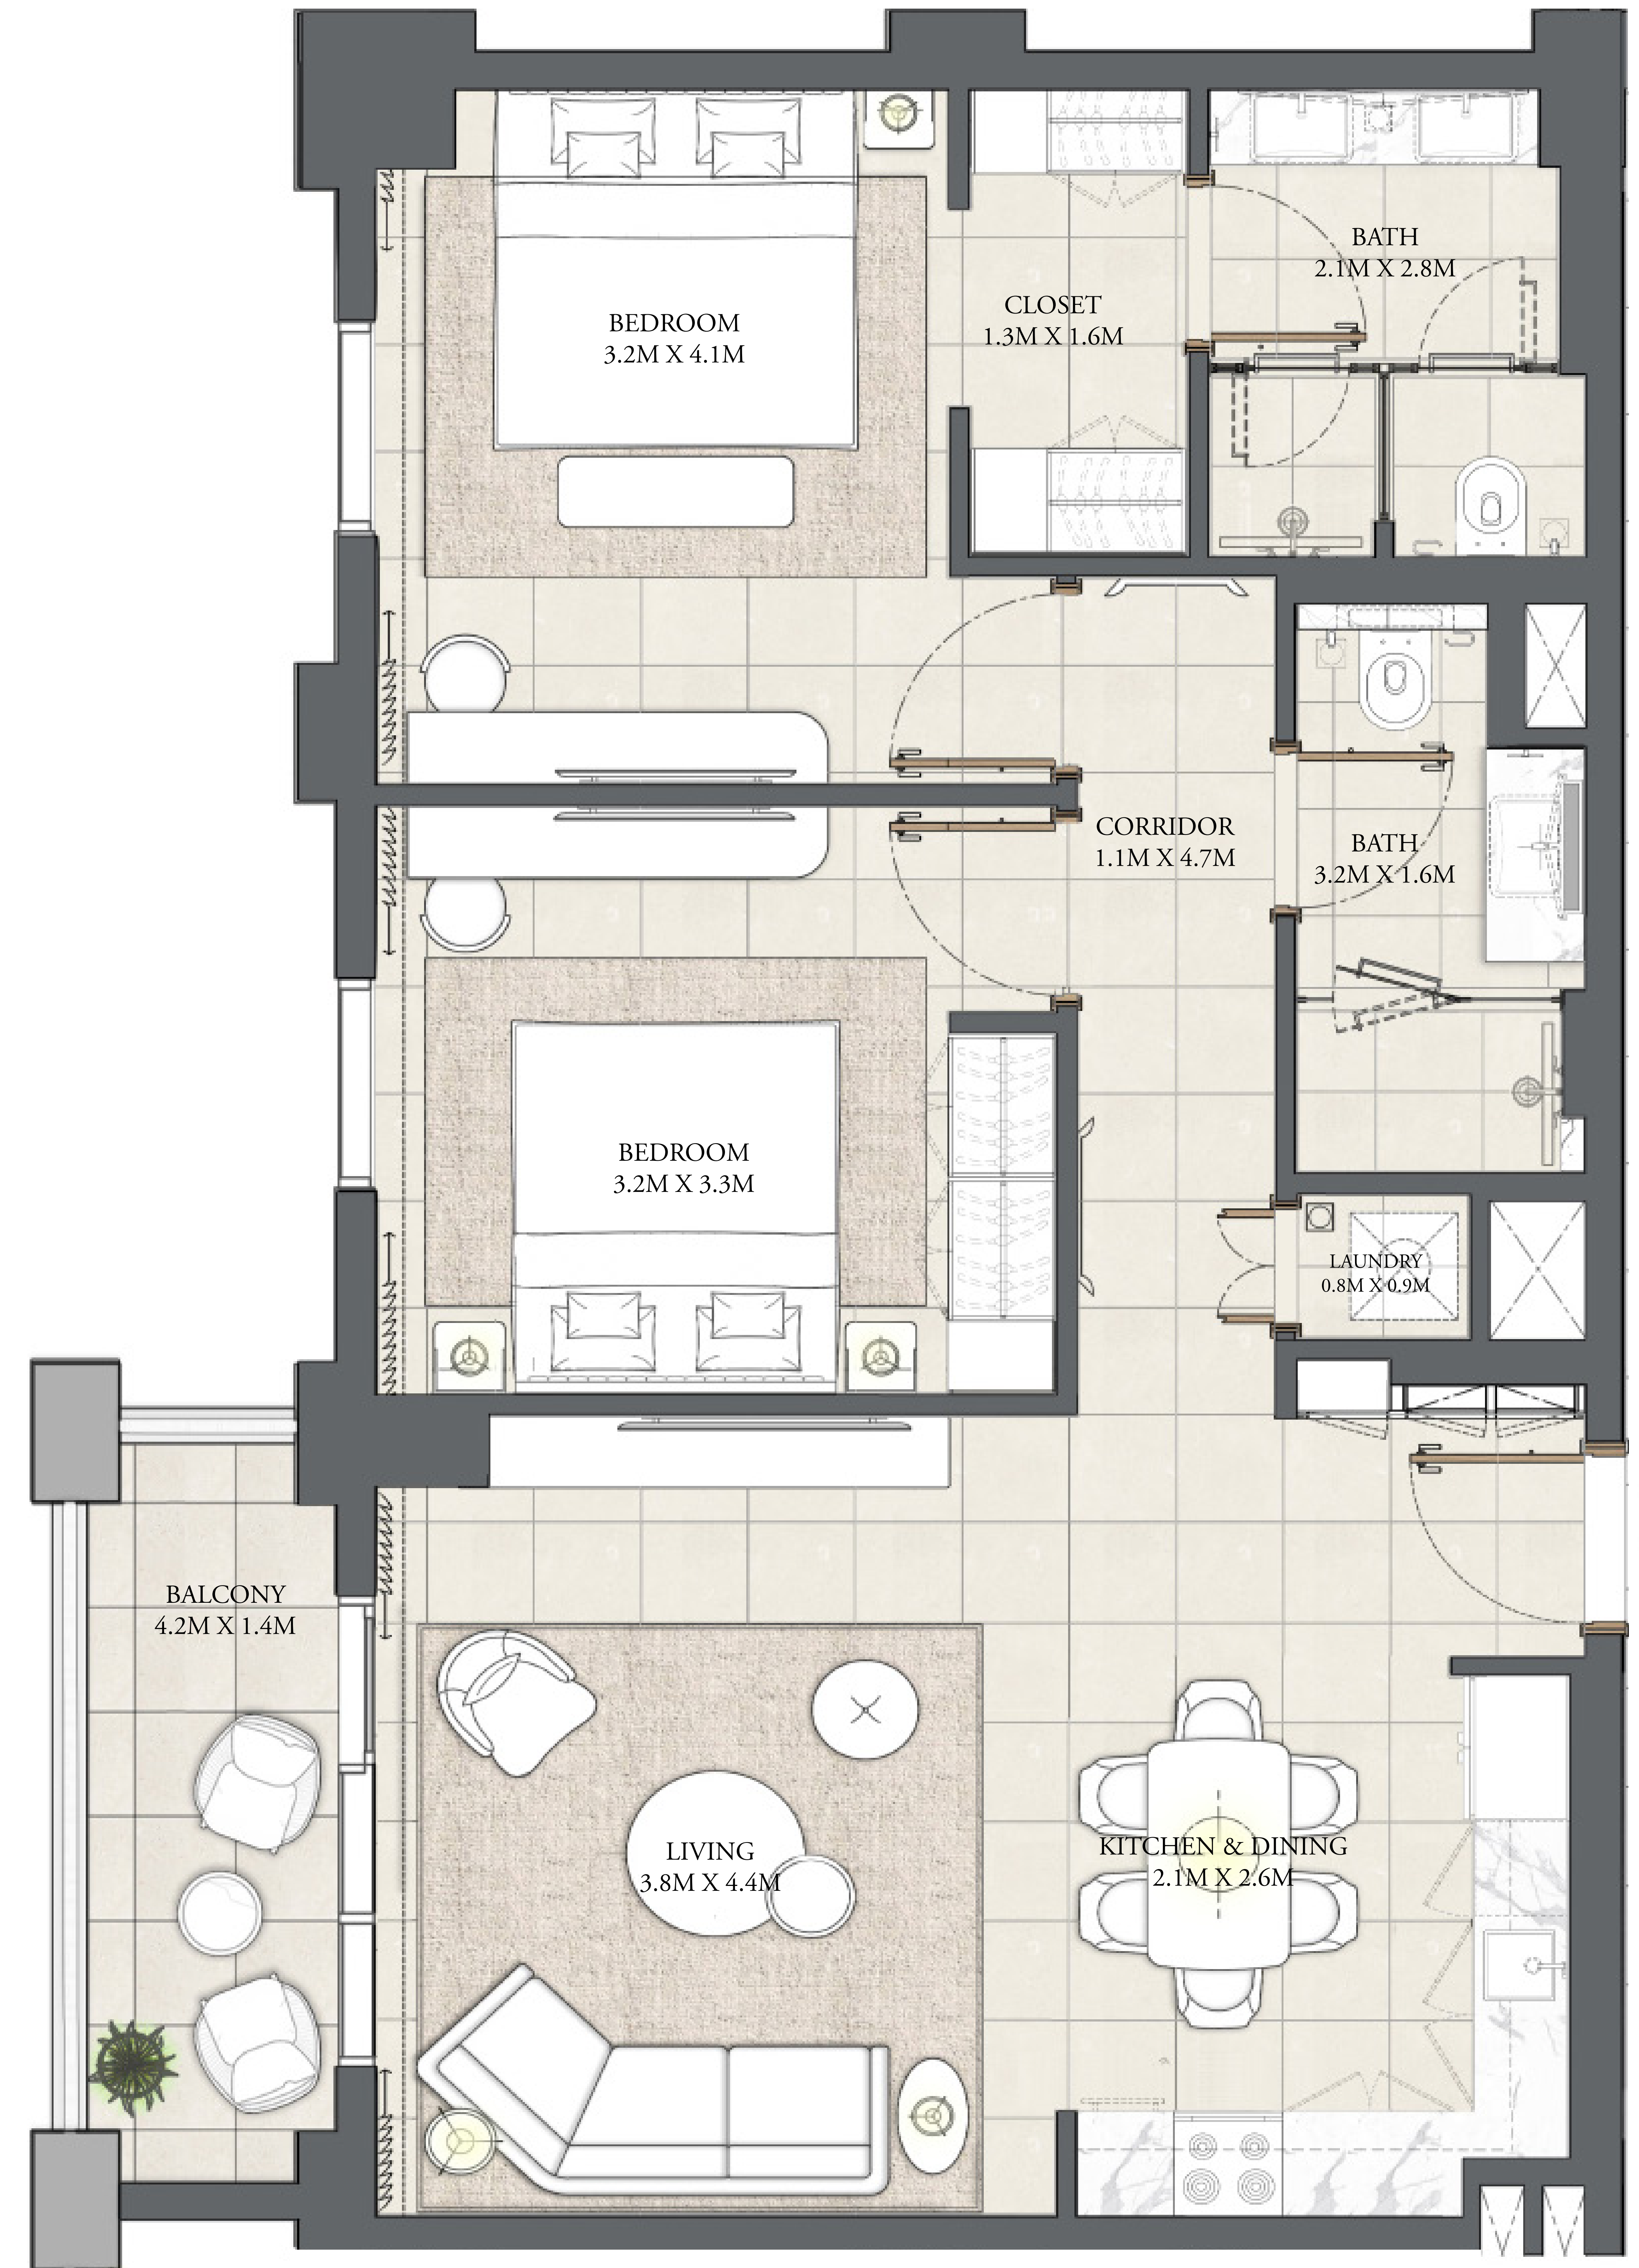 BATH
2.1M X 2.8M
CLOSET
1.3M X 1.6M
BEDROOM
3.2M X 4.1M
CORRIDOR
1.1M X 4.7M
BATH
3.2M X 1.6M
BEDROOM
3.2M X 3.3M
LAUNDRY
0.8M X 0.9M
BALCONY
4.2M X 1.4M
LIVING
3.8M X 4.4M
KITCHEN & DINING
2.1M X 2.6M